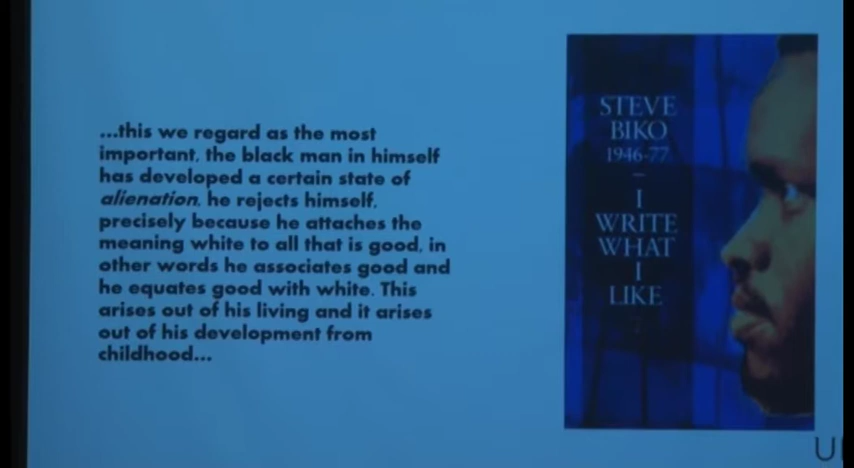 ...this we regard as the most
important, the black man in himself
has developed a certain state of
alienation, he rejects himself,
precisely because he attaches the
meaning white to all that is good, in
other words he associates good and
he equates good with white. This
arises out of his living and it arises
out of his development from
childhood...
STEVE
BIKO
1946-77
–
I
WRITE
WHAT
I
LIKE